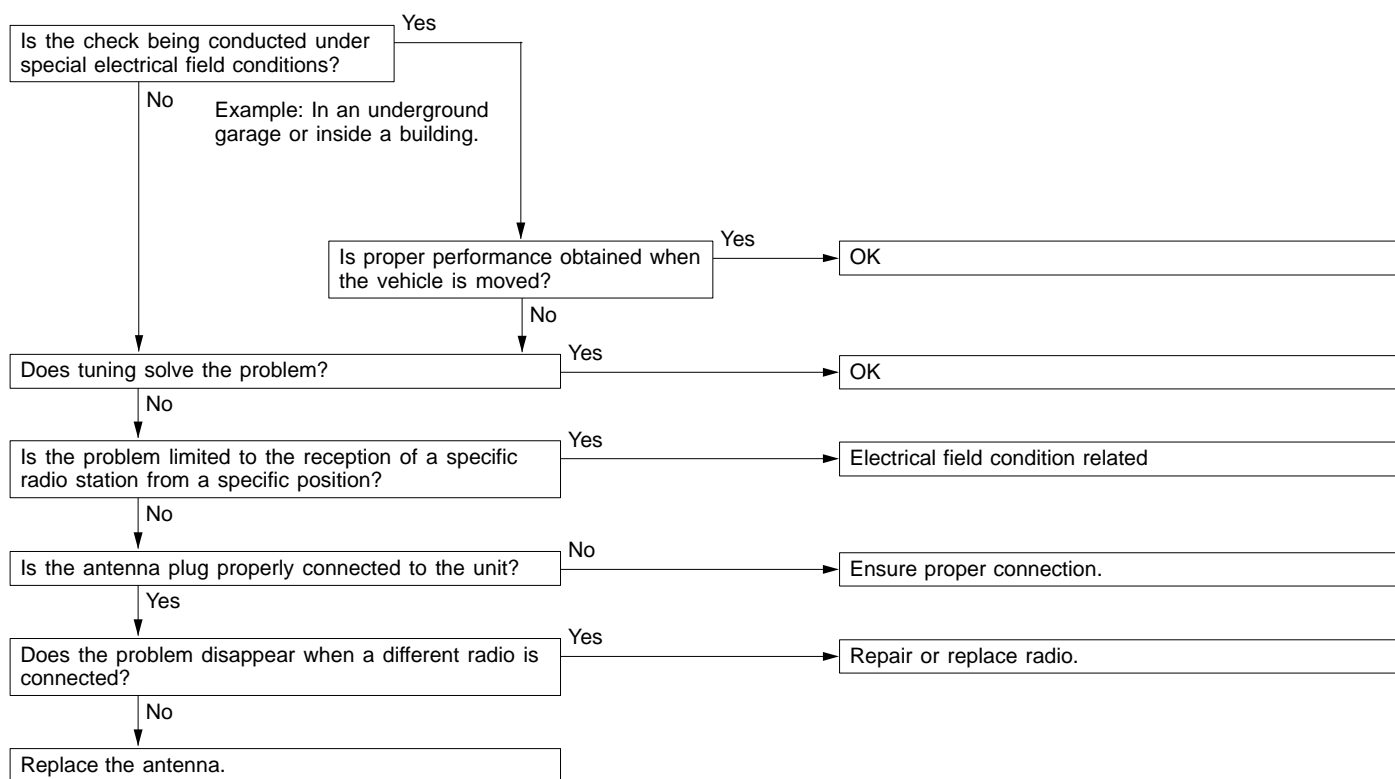 Yes
Is the check being conducted under
special electrical field conditions?
No
Example: In an underground
garage or inside a building.
Is proper performance obtained when
the vehicle is moved?
Yes
OK
No
Does tuning solve the problem?
Yes
OK
No
Is the problem limited to the reception of a specific
radio station from a specific position?
Yes
Electrical field condition related
No
Is the antenna plug properly connected to the unit?
No
Ensure proper connection.
Yes
Does the problem disappear when a different radio is
connected?
Yes
Repair or replace radio.
No
Replace the antenna.